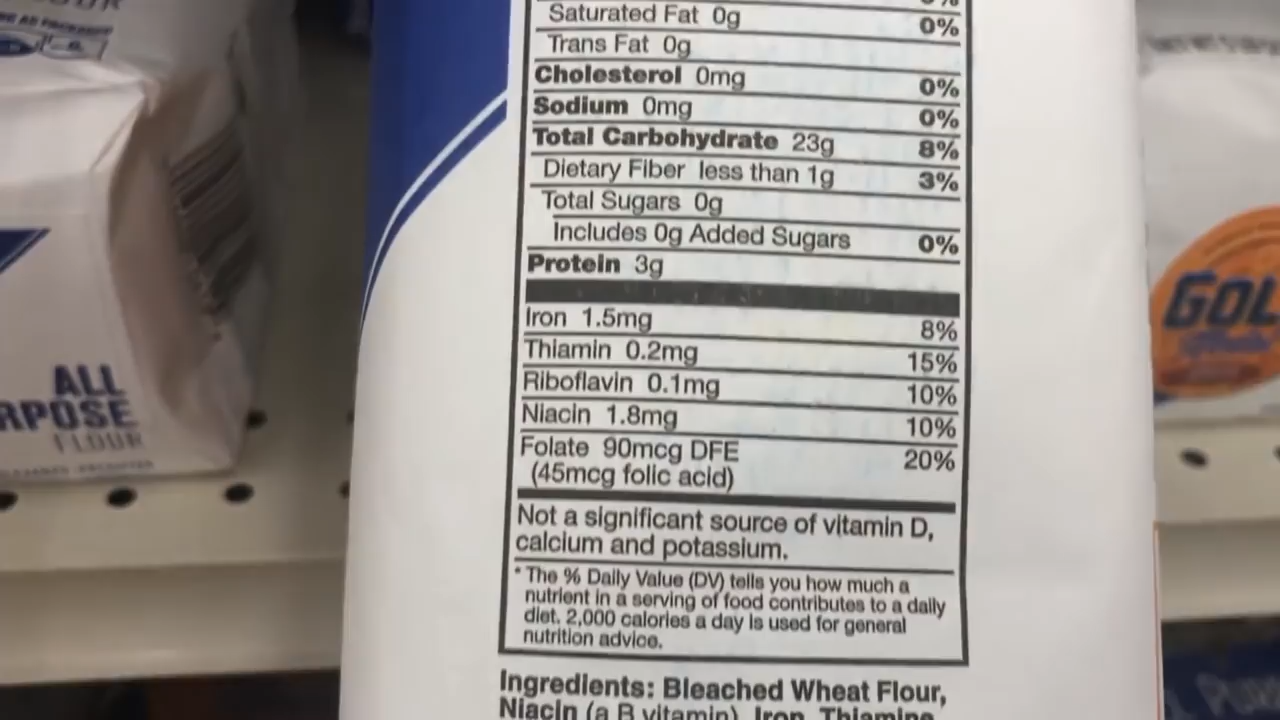 Saturated Fat 0g 0%
Trans Fat 0g
Cholesterol 0mg 0%
Sodium 0mg 0%
Total Carbohydrate 23g 8%
Dietary Fiber less than 1g 3%
Total Sugars 0g
Includes 0g Added Sugars 0%
Protein 3g
Iron 1.5mg 8%
Thiamin 0.2mg 15%
Riboflavin 0.1mg 10%
Niacin 1.8mg 10%
Folate 90mcg DFE 20%
(45mcg folic acid)
Not a significant source of vitamin D,
calcium and potassium.
* The % Daily Value (DV) tells you how much a
nutrient in a serving of food contributes to a daily
diet. 2,000 calories a day is used for general
nutrition advice.
Ingredients: Bleached Wheat Flour,
Niacin (a B vitamin), Iron, Thiamine
ALL
RPOSE
FLOUR
GOL